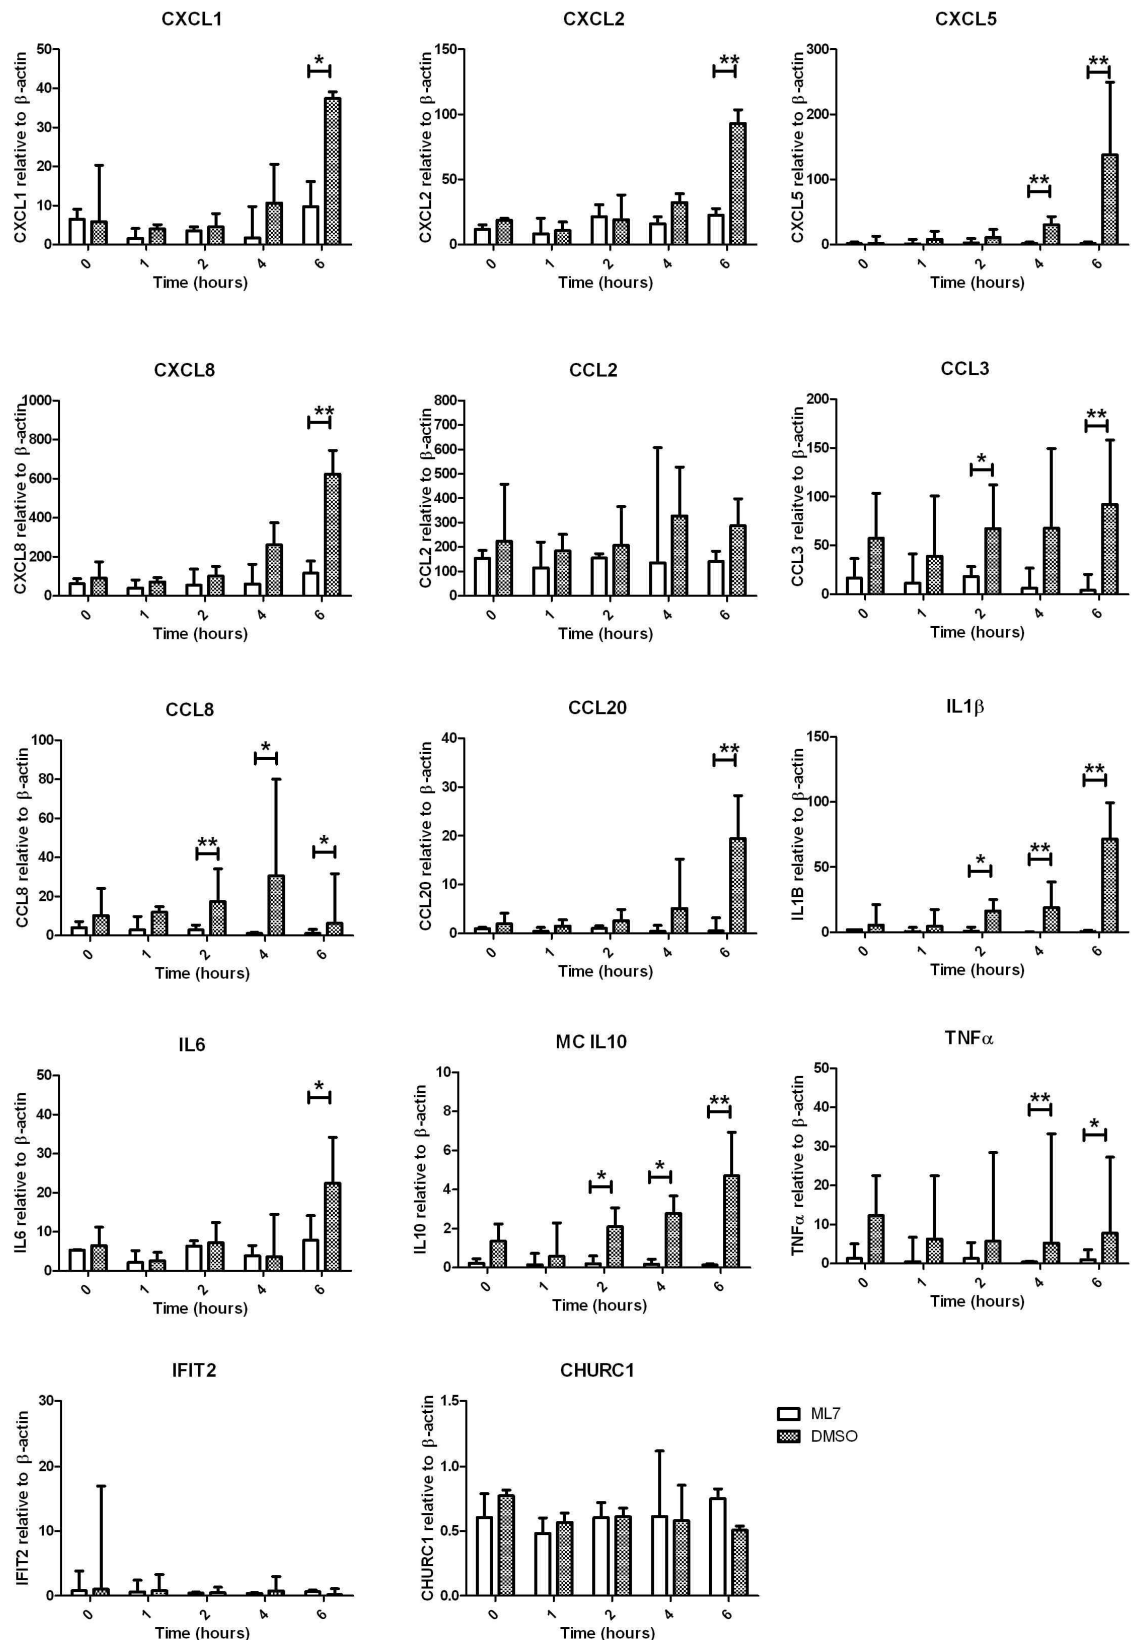 CXCL1
CXCL1 relative to β-actin
50
40
30
20
10
0
*
0 1 2 4 6
Time (hours)
CXCL2
CXCL2 relative to β-actin
150
100
50
0
**
0 1 2 4 6
Time (hours)
CXCL5
CXCL5 relative to β-actin
300
200
100
0
**
**
0 1 2 4 6
Time (hours)
CXCL8
CXCL8 relative to β-actin
1000
800
600
400
200
0
**
0 1 2 4 6
Time (hours)
CCL2
CCL2 relative to β-actin
800
700
600
500
400
300
200
100
0
0 1 2 4 6
Time (hours)
CCL3
CCL3 relaitve to β-actin
200
150
100
50
0
*
**
0 1 2 4 6
Time (hours)
CCL8
CCL8 relative to β-actin
100
80
60
40
20
0
**
*
*
0 1 2 4 6
Time (hours)
CCL20
CCL20 relative to β-actin
40
30
20
10
0
**
0 1 2 4 6
Time (hours)
IL1β
IL1B relative to β-actin
150
100
50
0
*
**
**
0 1 2 4 6
Time (hours)
IL6
IL6 relative to β-actin
50
40
30
20
10
0
*
0 1 2 4 6
Time (hours)
MC IL10
IL10 relative to β-actin
10
8
6
4
2
0
*
*
**
0 1 2 4 6
Time (hours)
TNFα
TNFα relative to β-actin
50
40
30
20
10
0
**
*
0 1 2 4 6
Time (hours)
IFIT2
IFIT2 relative to β-actin
30
20
10
0
0 1 2 4 6
Time (hours)
CHURC1
CHURC1 relative to β-actin
1.5
1.0
0.5
0.0
0 1 2 4 6
Time (hours)
ML7
DMSO